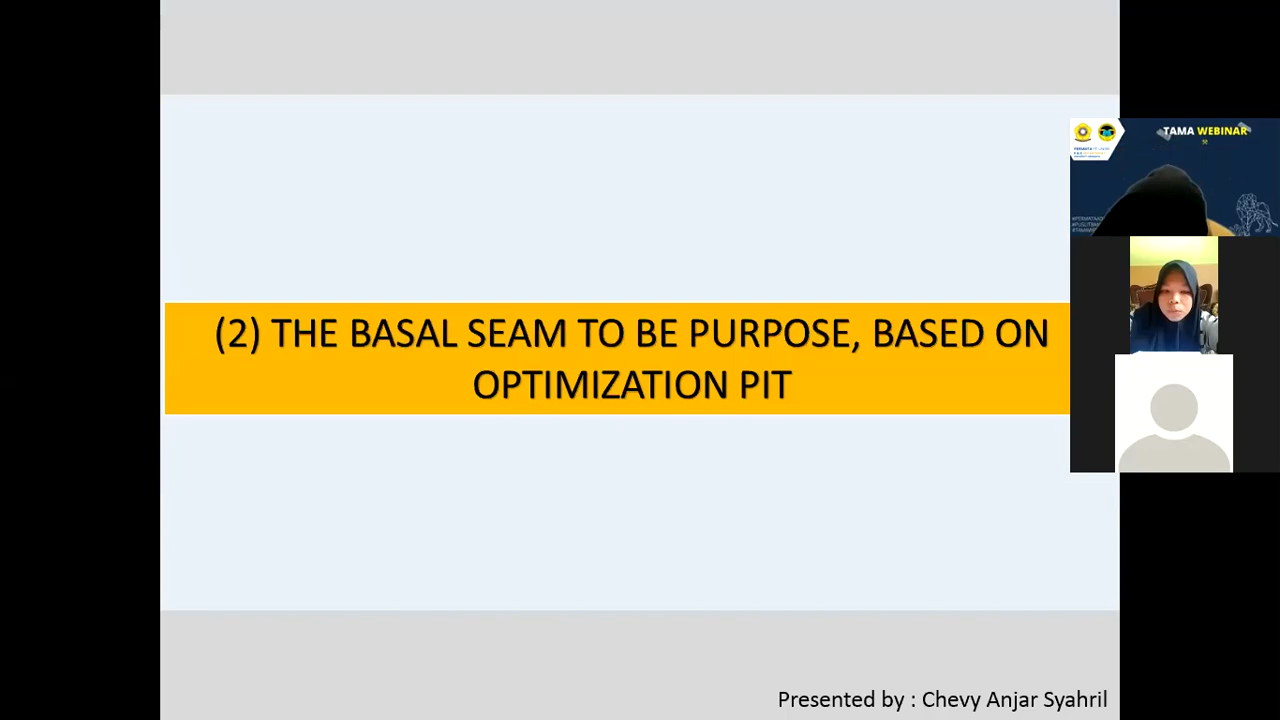 TAMA WEBINAR
(2) THE BASAL SEAM TO BE PURPOSE, BASED ON
OPTIMIZATION PIT
Presented by : Chevy Anjar Syahril